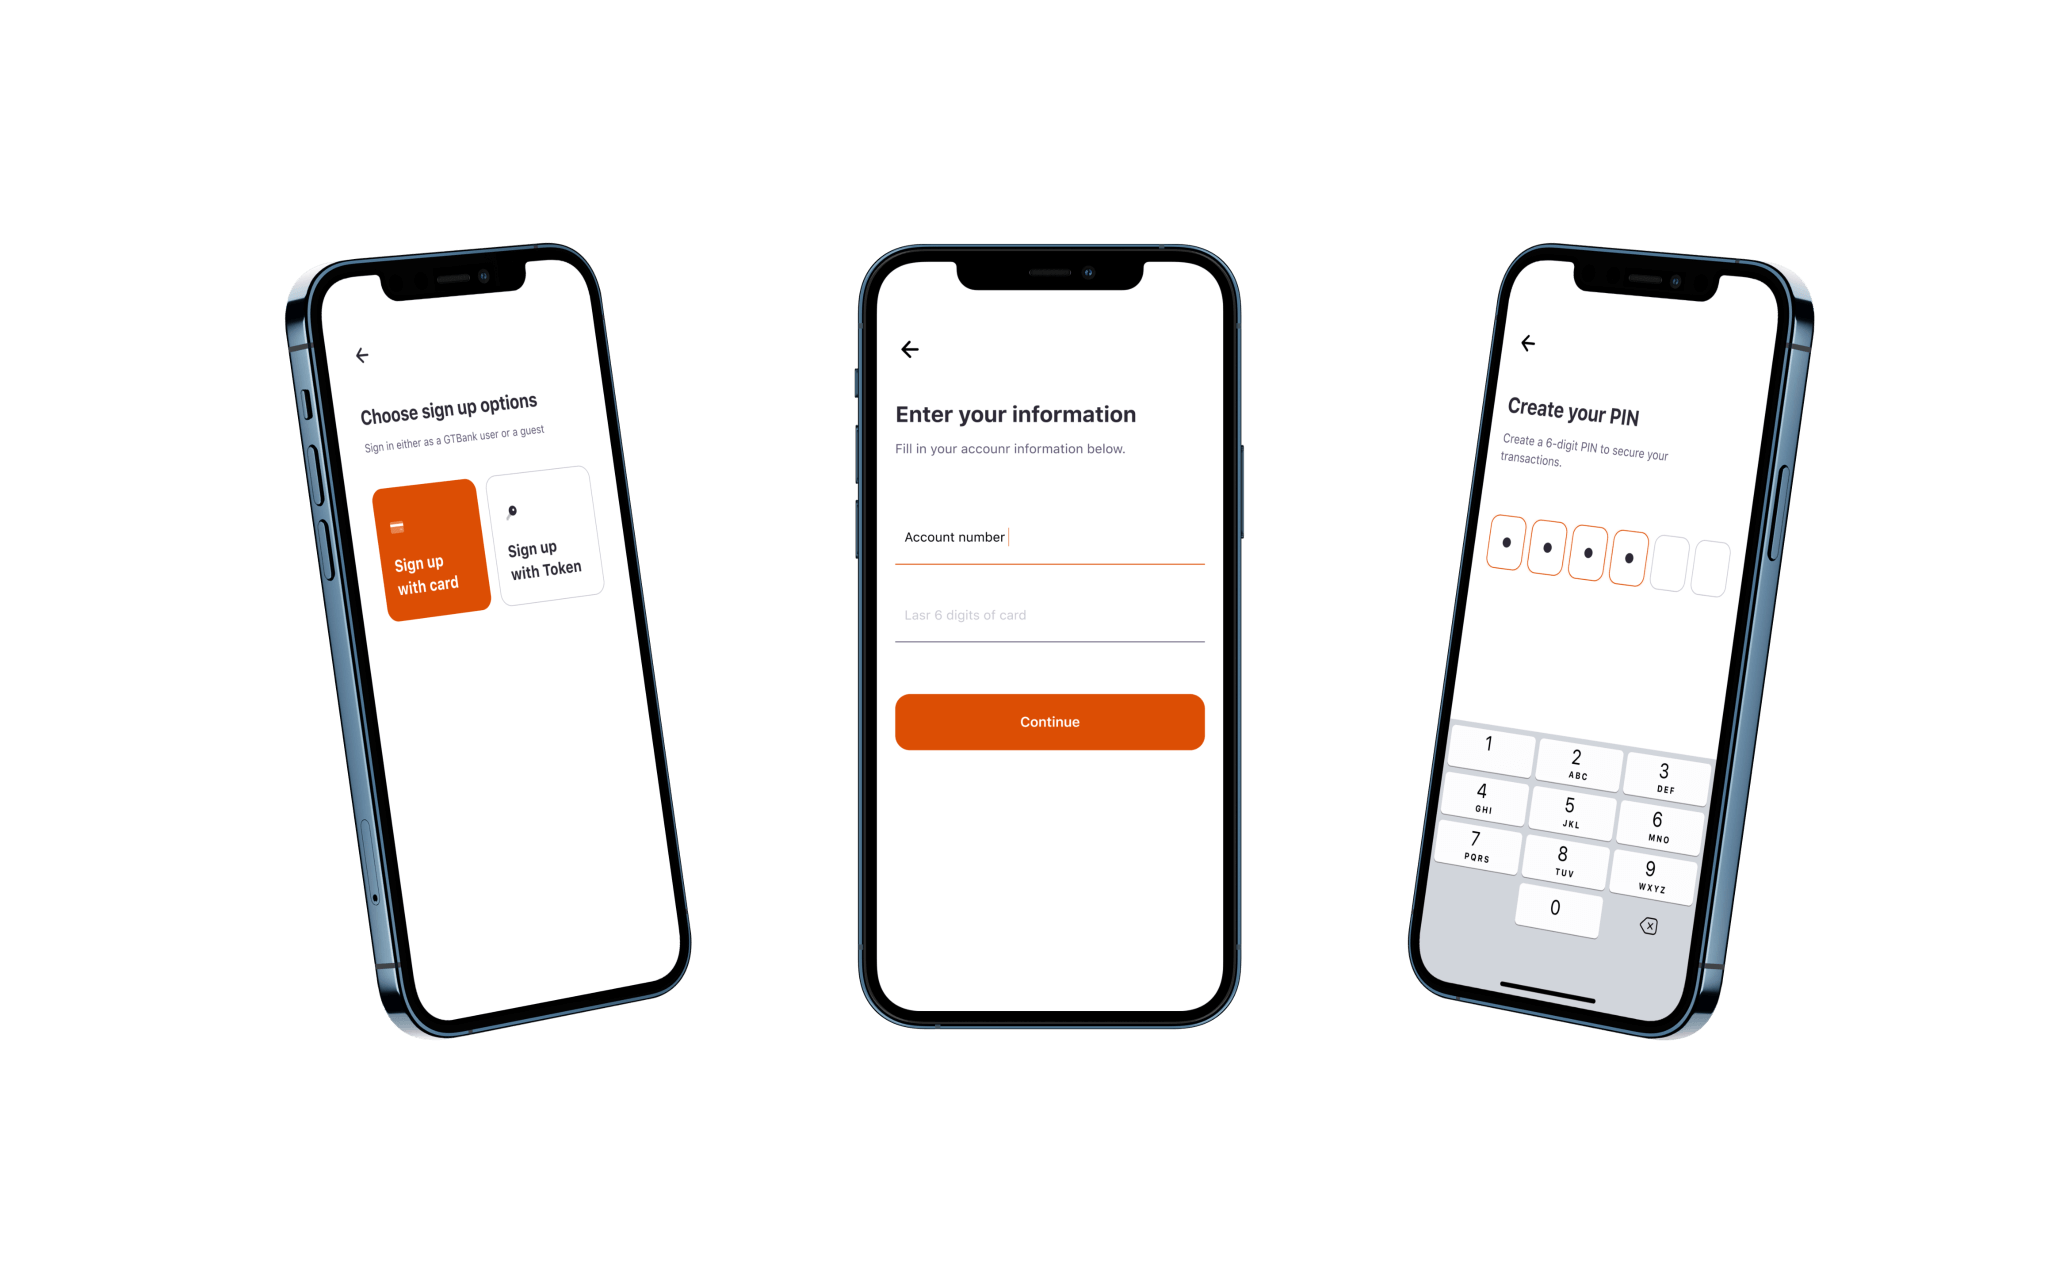 Choose sign up options
Sign in either as a GTBank user or a guest
Sign up
with card
Sign up
with Token
Enter your information
Fill in your accounr information below.
Account number
Lasr 6 digits of card
Continue
Create your PIN
Create a 6-digit PIN to secure your
transactions.
1
2
ABC
3
DEF
4
GHI
5
JKL
6
MNO
7
PQRS
8
TUV
9
WXYZ
0